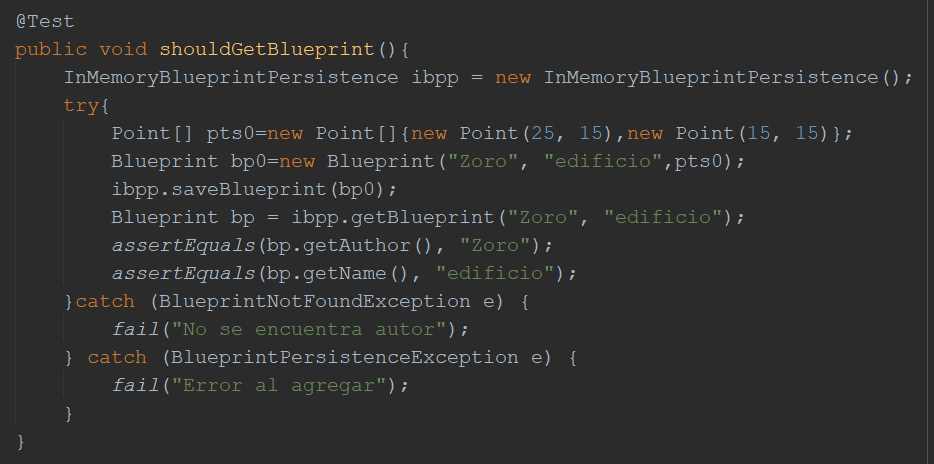 @Test
public void shouldGetBlueprint(){
    InMemoryBlueprintPersistence ibpp = new InMemoryBlueprintPersistence();
    try{
        Point[] pts0=new Point[]{new Point(25, 15),new Point(15, 15)};
        Blueprint bp0=new Blueprint("Zoro", "edificio",pts0);
        ibpp.saveBlueprint(bp0);
        Blueprint bp = ibpp.getBlueprint("Zoro", "edificio");
        assertEquals(bp.getAuthor(), "Zoro");
        assertEquals(bp.getName(), "edificio");
    }catch (BlueprintNotFoundException e) {
        fail("No se encuentra autor");
    } catch (BlueprintPersistenceException e) {
        fail("Error al agregar");
    }
}